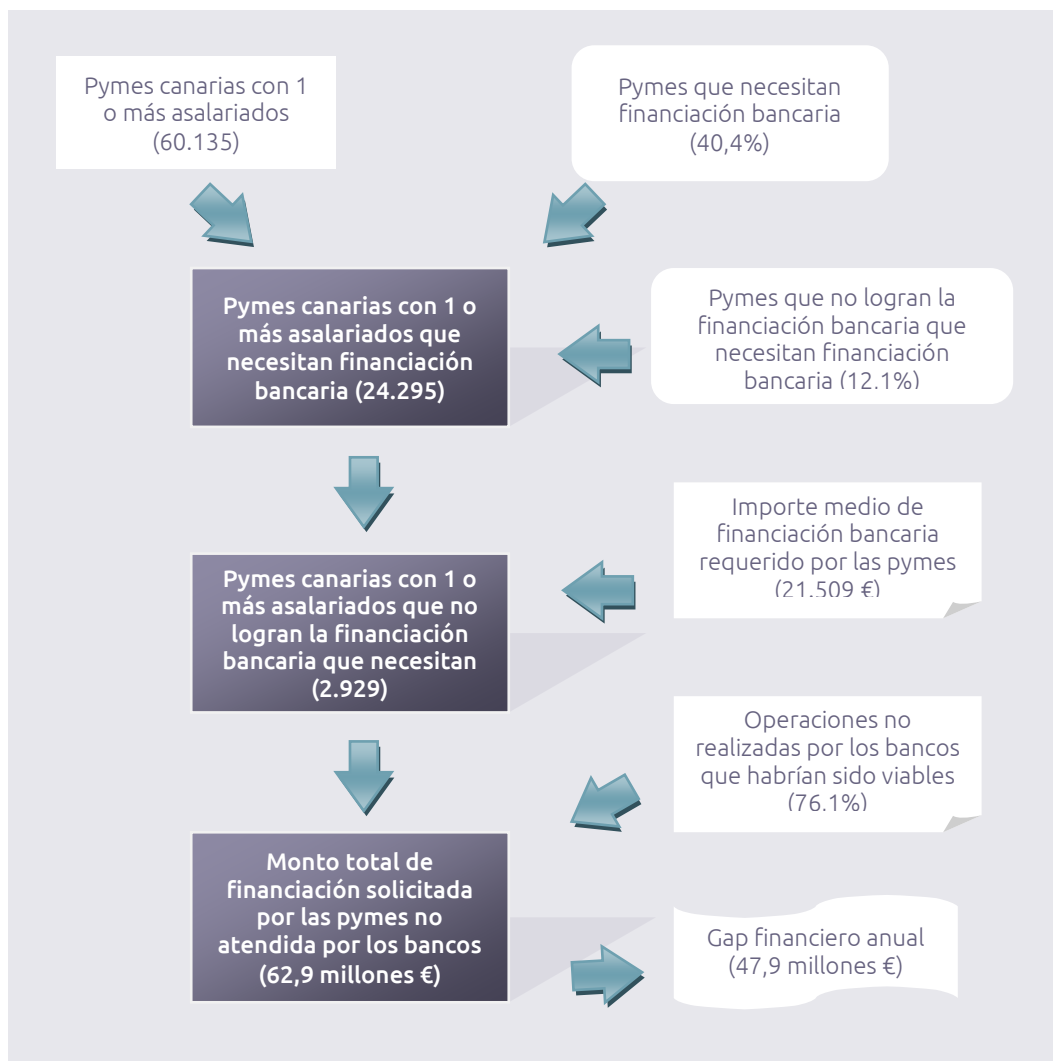 Pymes canarias con 1
o más asalariados
(60.135)
Pymes que necesitan
financiación bancaria
(40,4%)
Pymes canarias con 1 o
más asalariados que
necesitan financiación
bancaria (24.295)
Pymes que no logran la
financiación bancaria que
necesitan financiación
bancaria (12.1%)
Pymes canarias con 1 o
más asalariados que no
logran la financiación
bancaria que necesitan
(2.929)
Importe medio de
financiación bancaria
requerido por las pymes
(21.509 €)
Operaciones no
realizadas por los bancos
que habrían sido viables
(76.1%)
Monto total de
financiación solicitada
por las pymes no
atendida por los bancos
(62,9 millones €)
Gap financiero anual
(47,9 millones €)